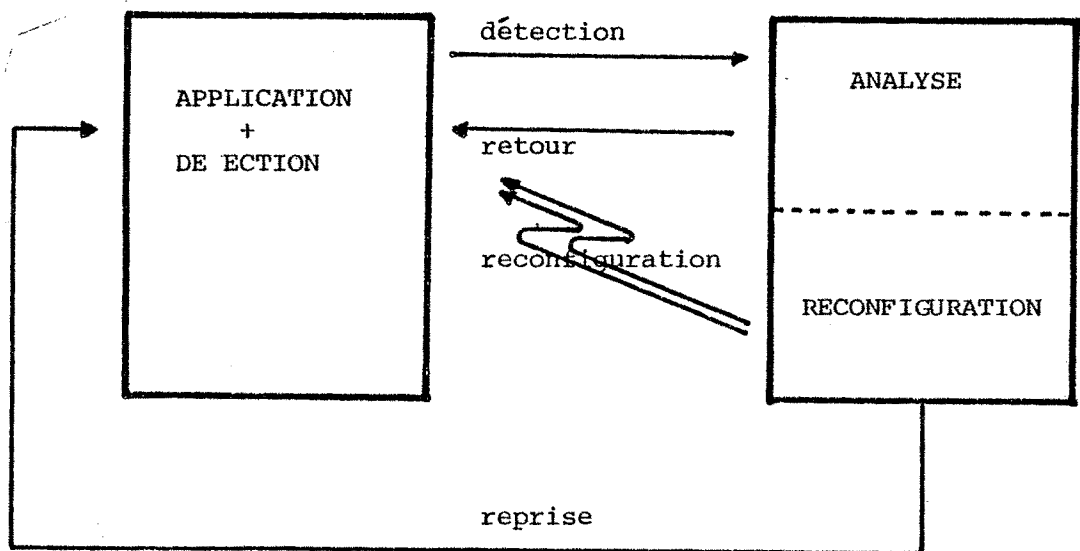 détection
APPLICATION
+
DE ECTION
ANALYSE
retour
reconfiguration
RECONFIGURATION
reprise